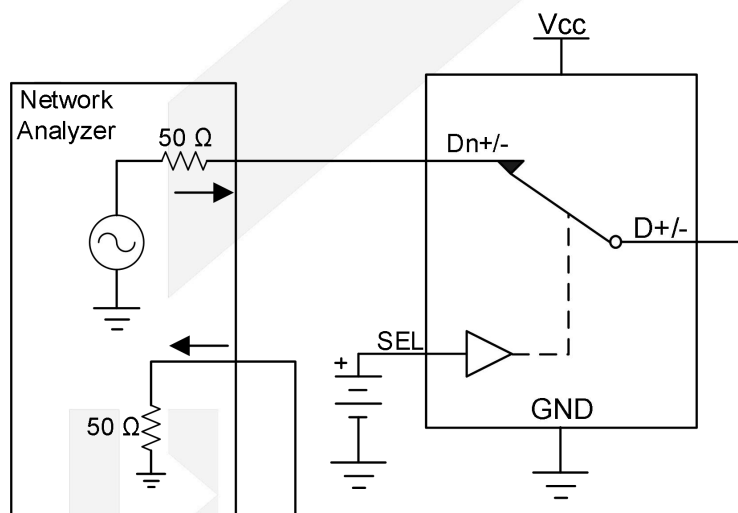 Vcc
Network
Analyzer
50 Ω
Dn+/-
D+/-
SEL
+
50 Ω
GND